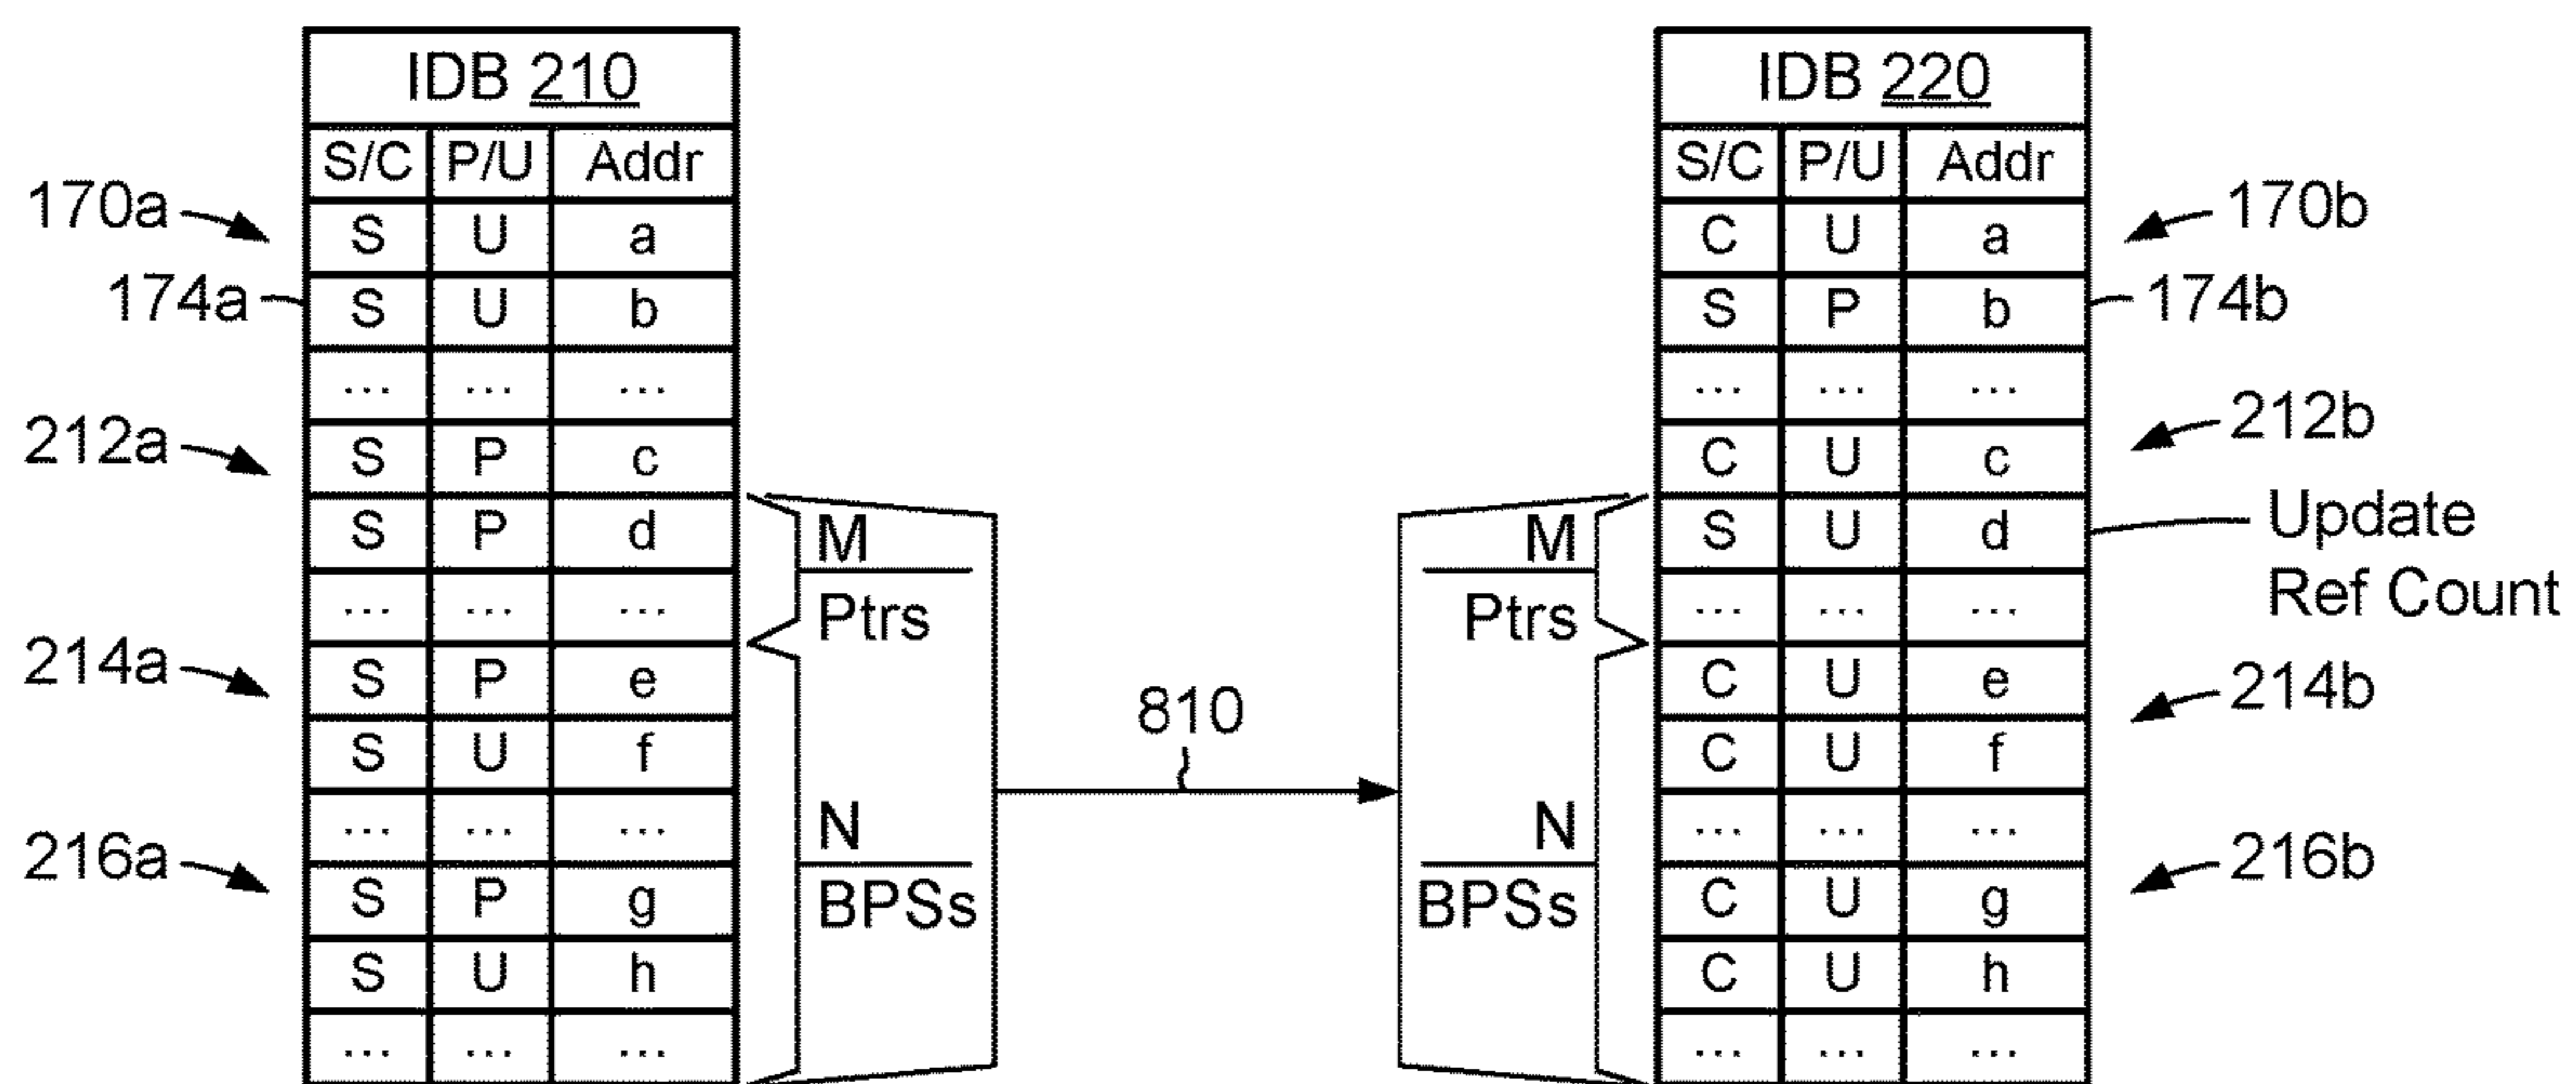 IDB 210
S/C P/U Addr
170a S U a
174a S U b
... ... ...
212a S P c
S P d
... ... ...
214a S P e
S U f
... ... ...
216a S P g
S U h
... ... ...
M
Ptrs
N
BPSs
810
M
Ptrs
N
BPSs
IDB 220
S/C P/U Addr
C U a 170b
S P b 174b
... ... ...
C U c 212b
S U d Update
Ref Count
... ... ...
C U e 214b
C U f
... ... ...
C U g 216b
C U h
... ... ...